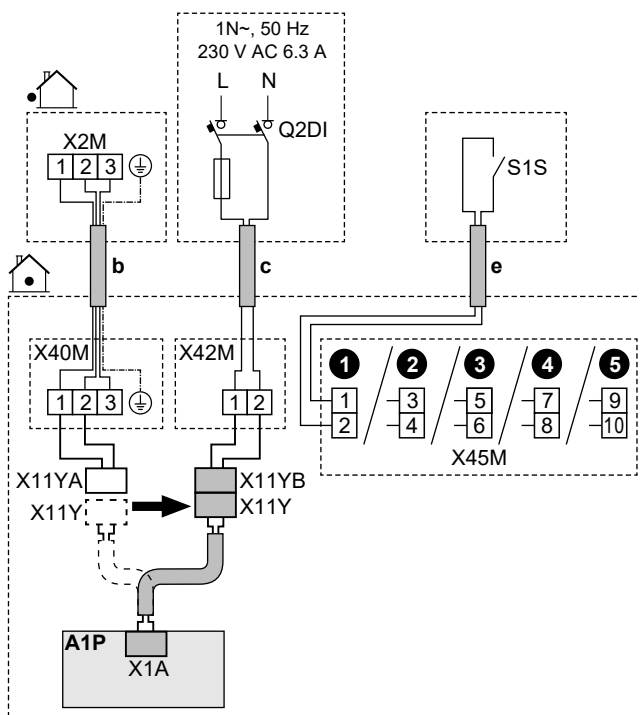 1N~, 50 Hz
230 V AC 6.3 A
L N
Q2DI
X2M
1 2 3
S1S
b
c
e
X40M
1 2 3
X42M
1 2
1 2 3 4 5
1 3 5 7 9
2 4 6 8 10
X45M
X11YA
X11YB
X11Y
X11Y
A1P
X1A